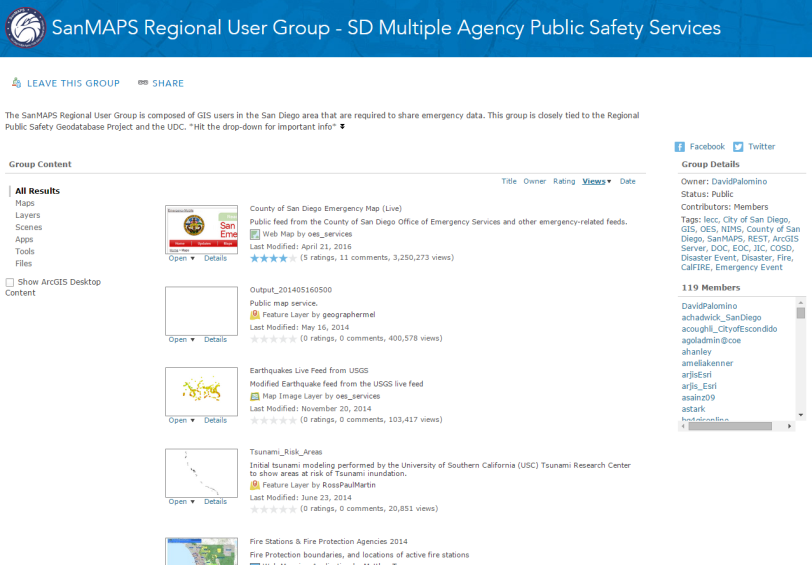 SanMAPS Regional User Group - SD Multiple Agency Public Safety Services
LEAVE THIS GROUP
SHARE
The SanMAPS Regional User Group is composed of GIS users in the San Diego area that are required to share emergency data. This group is closely tied to the Regional
Public Safety Geodatabase Project and the UDC. "Hit the drop-down for important info"
Group Content
Title Owner Rating Views Date
All Results
Maps
Layers
Scenes
Apps
Tools
Files
Show ArcGIS Desktop
Content
San
Eme
Open Details
County of San Diego Emergency Map (Live)
Public feed from the County of San Diego Office of Emergency Services and other emergency-related feeds.
Web Map by oes_services
Last Modified: April 21, 2016
(5 ratings, 11 comments, 3,250,273 views)
Open Details
Output_201405160500
Public map service.
Feature Layer by geographermel
Last Modified: May 16, 2014
(0 ratings, 0 comments, 400,578 views)
Open Details
Earthquakes Live Feed from USGS
Modified Earthquake feed from the USGS live feed
Map Image Layer by oes_services
Last Modified: November 20, 2014
(0 ratings, 0 comments, 103,417 views)
Open Details
Tsunami_Risk_Areas
Initial tsunami modeling performed by the University of Southern California (USC) Tsunami Research Center
to show areas at risk of Tsunami inundation.
Feature Layer by RossPaulMartin
Last Modified: June 23, 2014
(0 ratings, 0 comments, 20,851 views)
Fire Stations & Fire Protection Agencies 2014
Fire Protection boundaries, and locations of active fire stations
Facebook Twitter
Group Details
Owner: DavidPalomino
Status: Public
Contributors: Members
Tags: lecc, City of San Diego,
GIS, OES, NIMS, County of San
Diego, SanMAPS, REST, ArcGIS
Server, DOC, EOC, JIC, COSD,
Disaster Event, Disaster, Fire,
CalFIRE, Emergency Event
119 Members
DavidPalomino
achadwick_SanDiego
acoughli_CityofEscondido
agoladmin@coe
ahanley
ameliakenner
arjisEsri
arjis_Esri
asainz09
astark